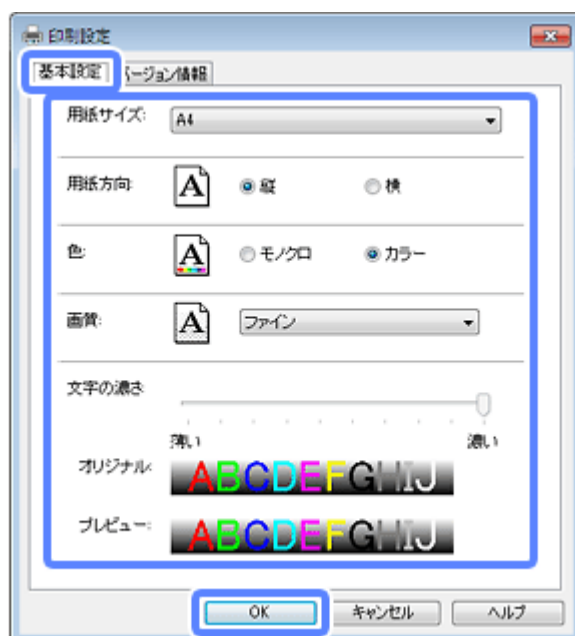 印刷設定
基本設定 バージョン情報
用紙サイズ: A4
用紙方向: A 縦 横
色: A モノクロ カラー
画質: A ファイン
文字の濃さ
薄い 濃い
オリジナル: ABCDEFGHIJ
プレビュー: ABCDEFGHIJ
OK キャンセル ヘルプ